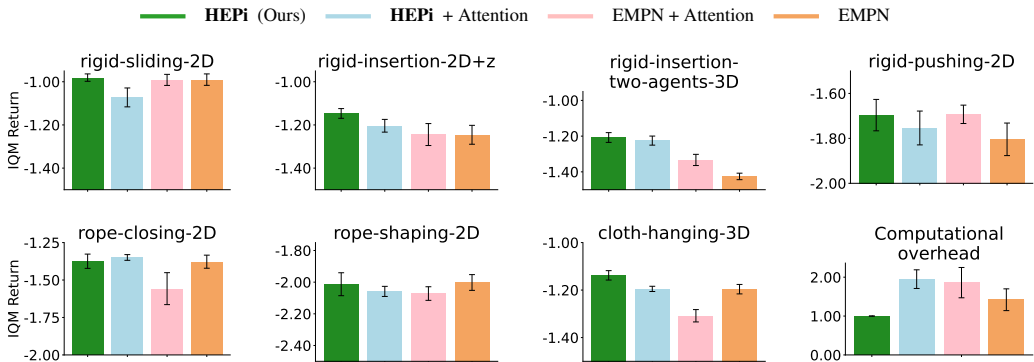 HEPi (Ours) HEPi + Attention EMPN + Attention EMPN
rigid-sliding-2D
IQM Return
-1.00
-1.20
-1.40
rigid-insertion-2D+z
-1.00
-1.20
-1.40
rigid-insertion-
two-agents-3D
-1.00
-1.20
-1.40
rigid-pushing-2D
-1.60
-1.80
-2.00
rope-closing-2D
IQM Return
-1.25
-1.50
-1.75
-2.00
rope-shaping-2D
-1.80
-2.00
-2.20
-2.40
cloth-hanging-3D
-1.00
-1.20
-1.40
Computational
overhead
2.00
1.00
0.00